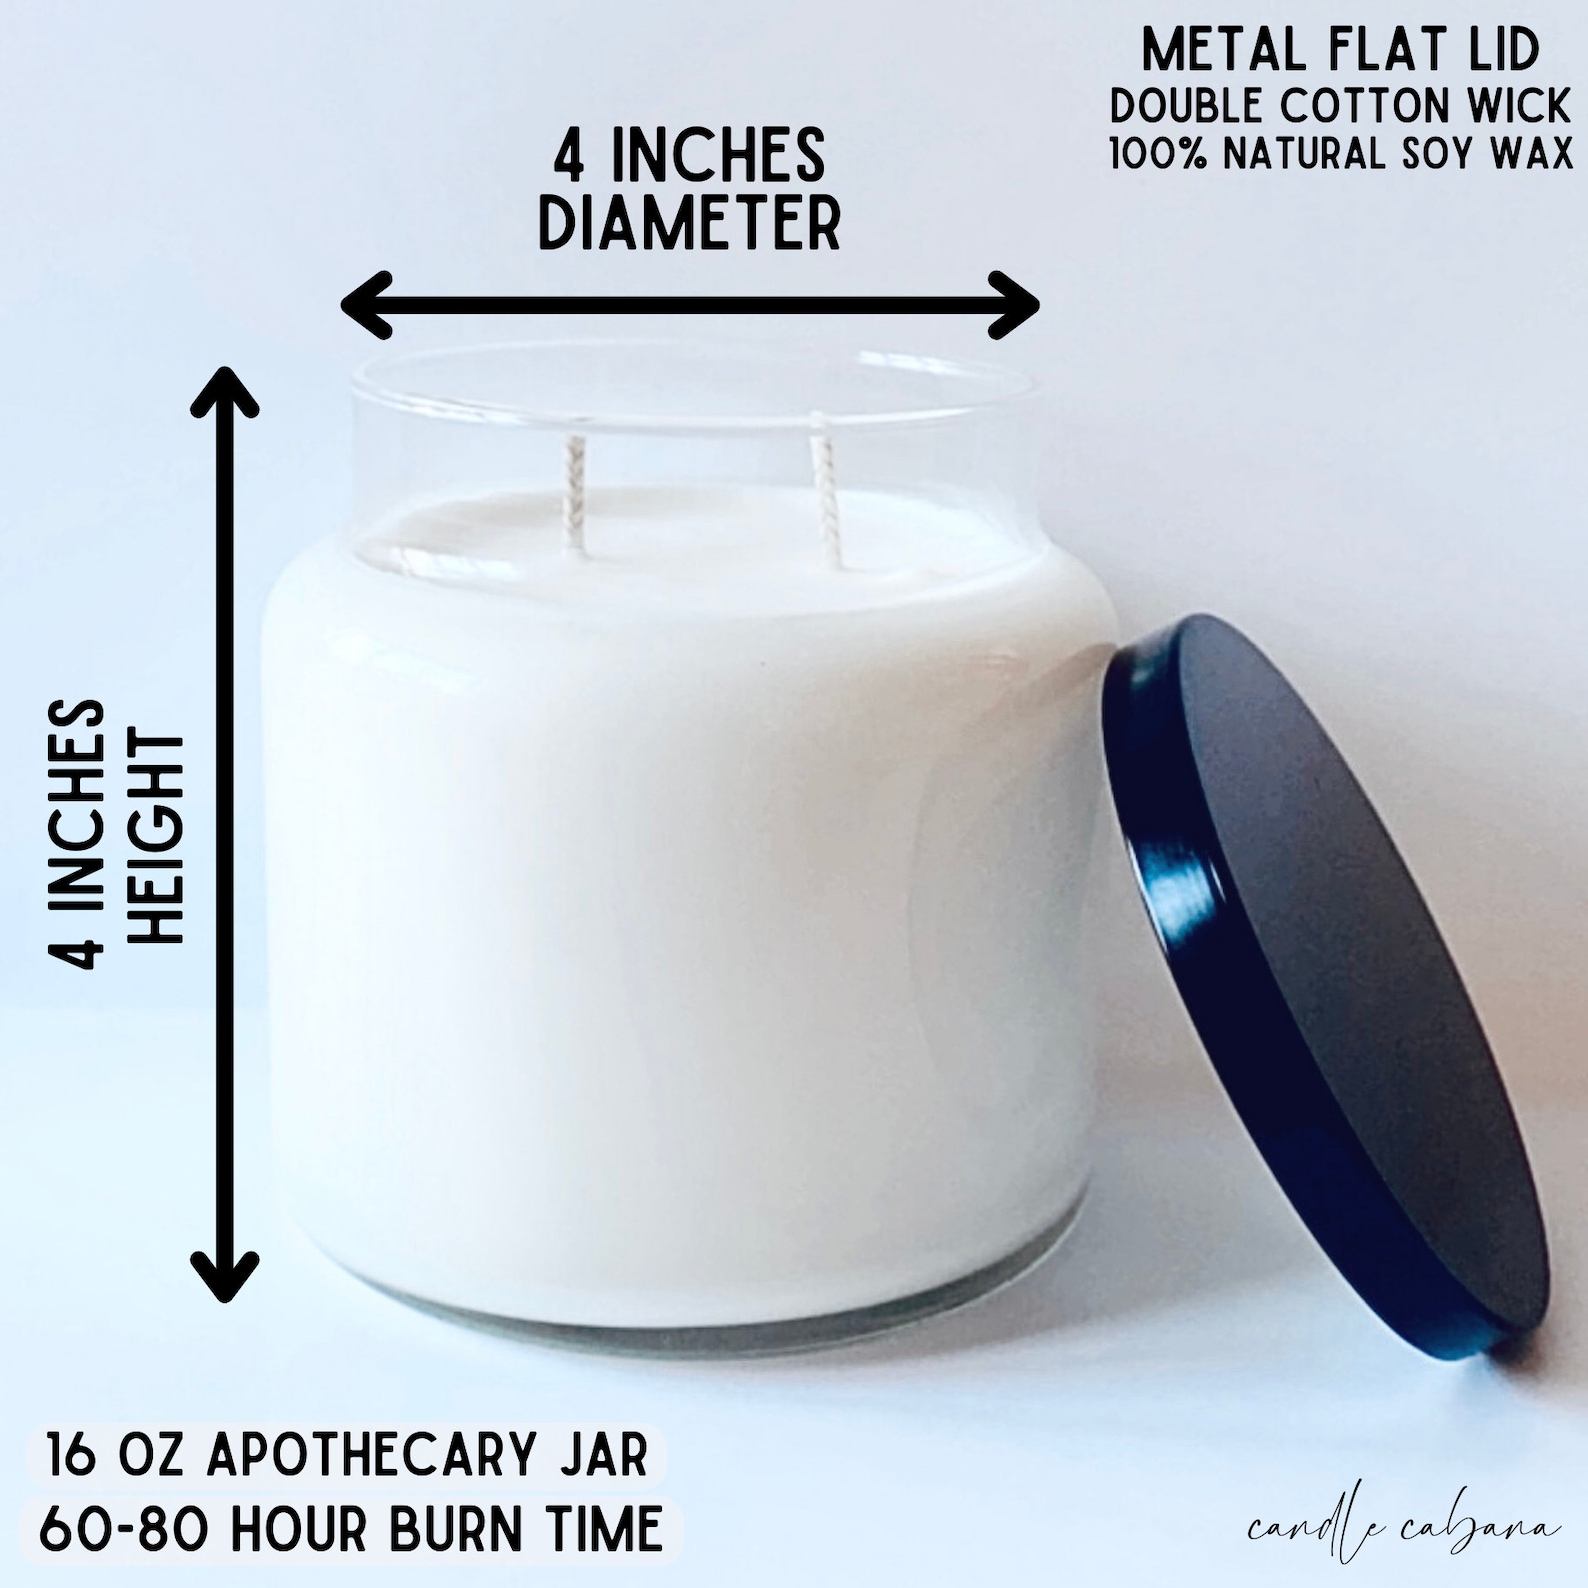 METAL FLAT LID
DOUBLE COTTON WICK
100% NATURAL SOY WAX
4 INCHES
DIAMETER
4 INCHES
HEIGHT
16 OZ APOTHECARY JAR
60-80 HOUR BURN TIME
candle cabana